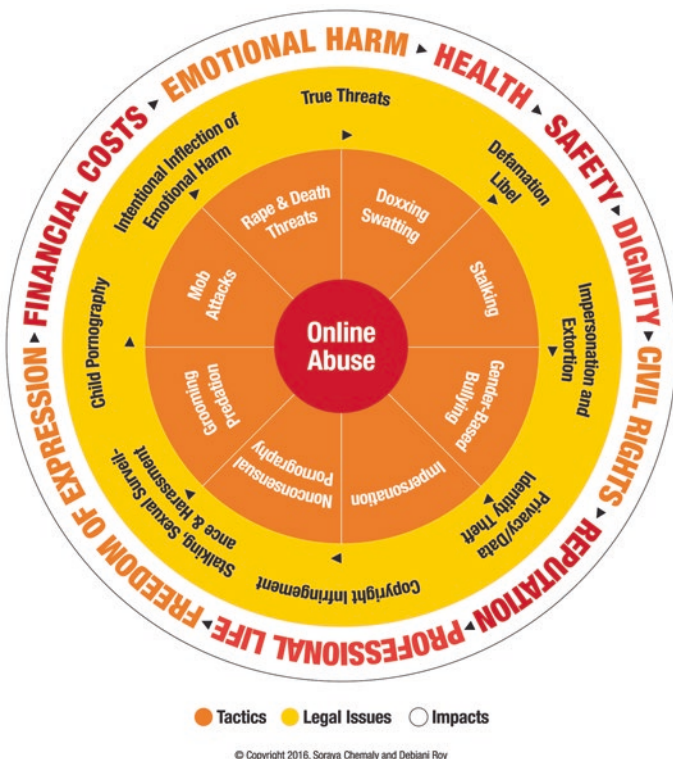 EMOTIONAL HARM
HEALTH
SAFETY
DIGNITY
CIVIL RIGHTS
REPUTATION
PROFESSIONAL LIFE
FREEDOM OF EXPRESSION
FINANCIAL COSTS
True Threats
Defamation
Libel
Impersonation and
Extortion
Privacy/Data
Identity Theft
Copyright Infringement
Stalking, Sexual Surveil-
ance & Harassment
Child Pornography
Intentional Inflection of
Emotional Harm
Rape & Death
Threats
Doxxing
Swatting
Stalking
Gender-Based
Bullying
Impersonation
Nonconsensual
Pornography
Grooming
Predation
Mob
Attacks
Online
Abuse
Tactics Legal Issues Impacts
© Copyright 2016, Soraya Chemaly and Debjani Roy